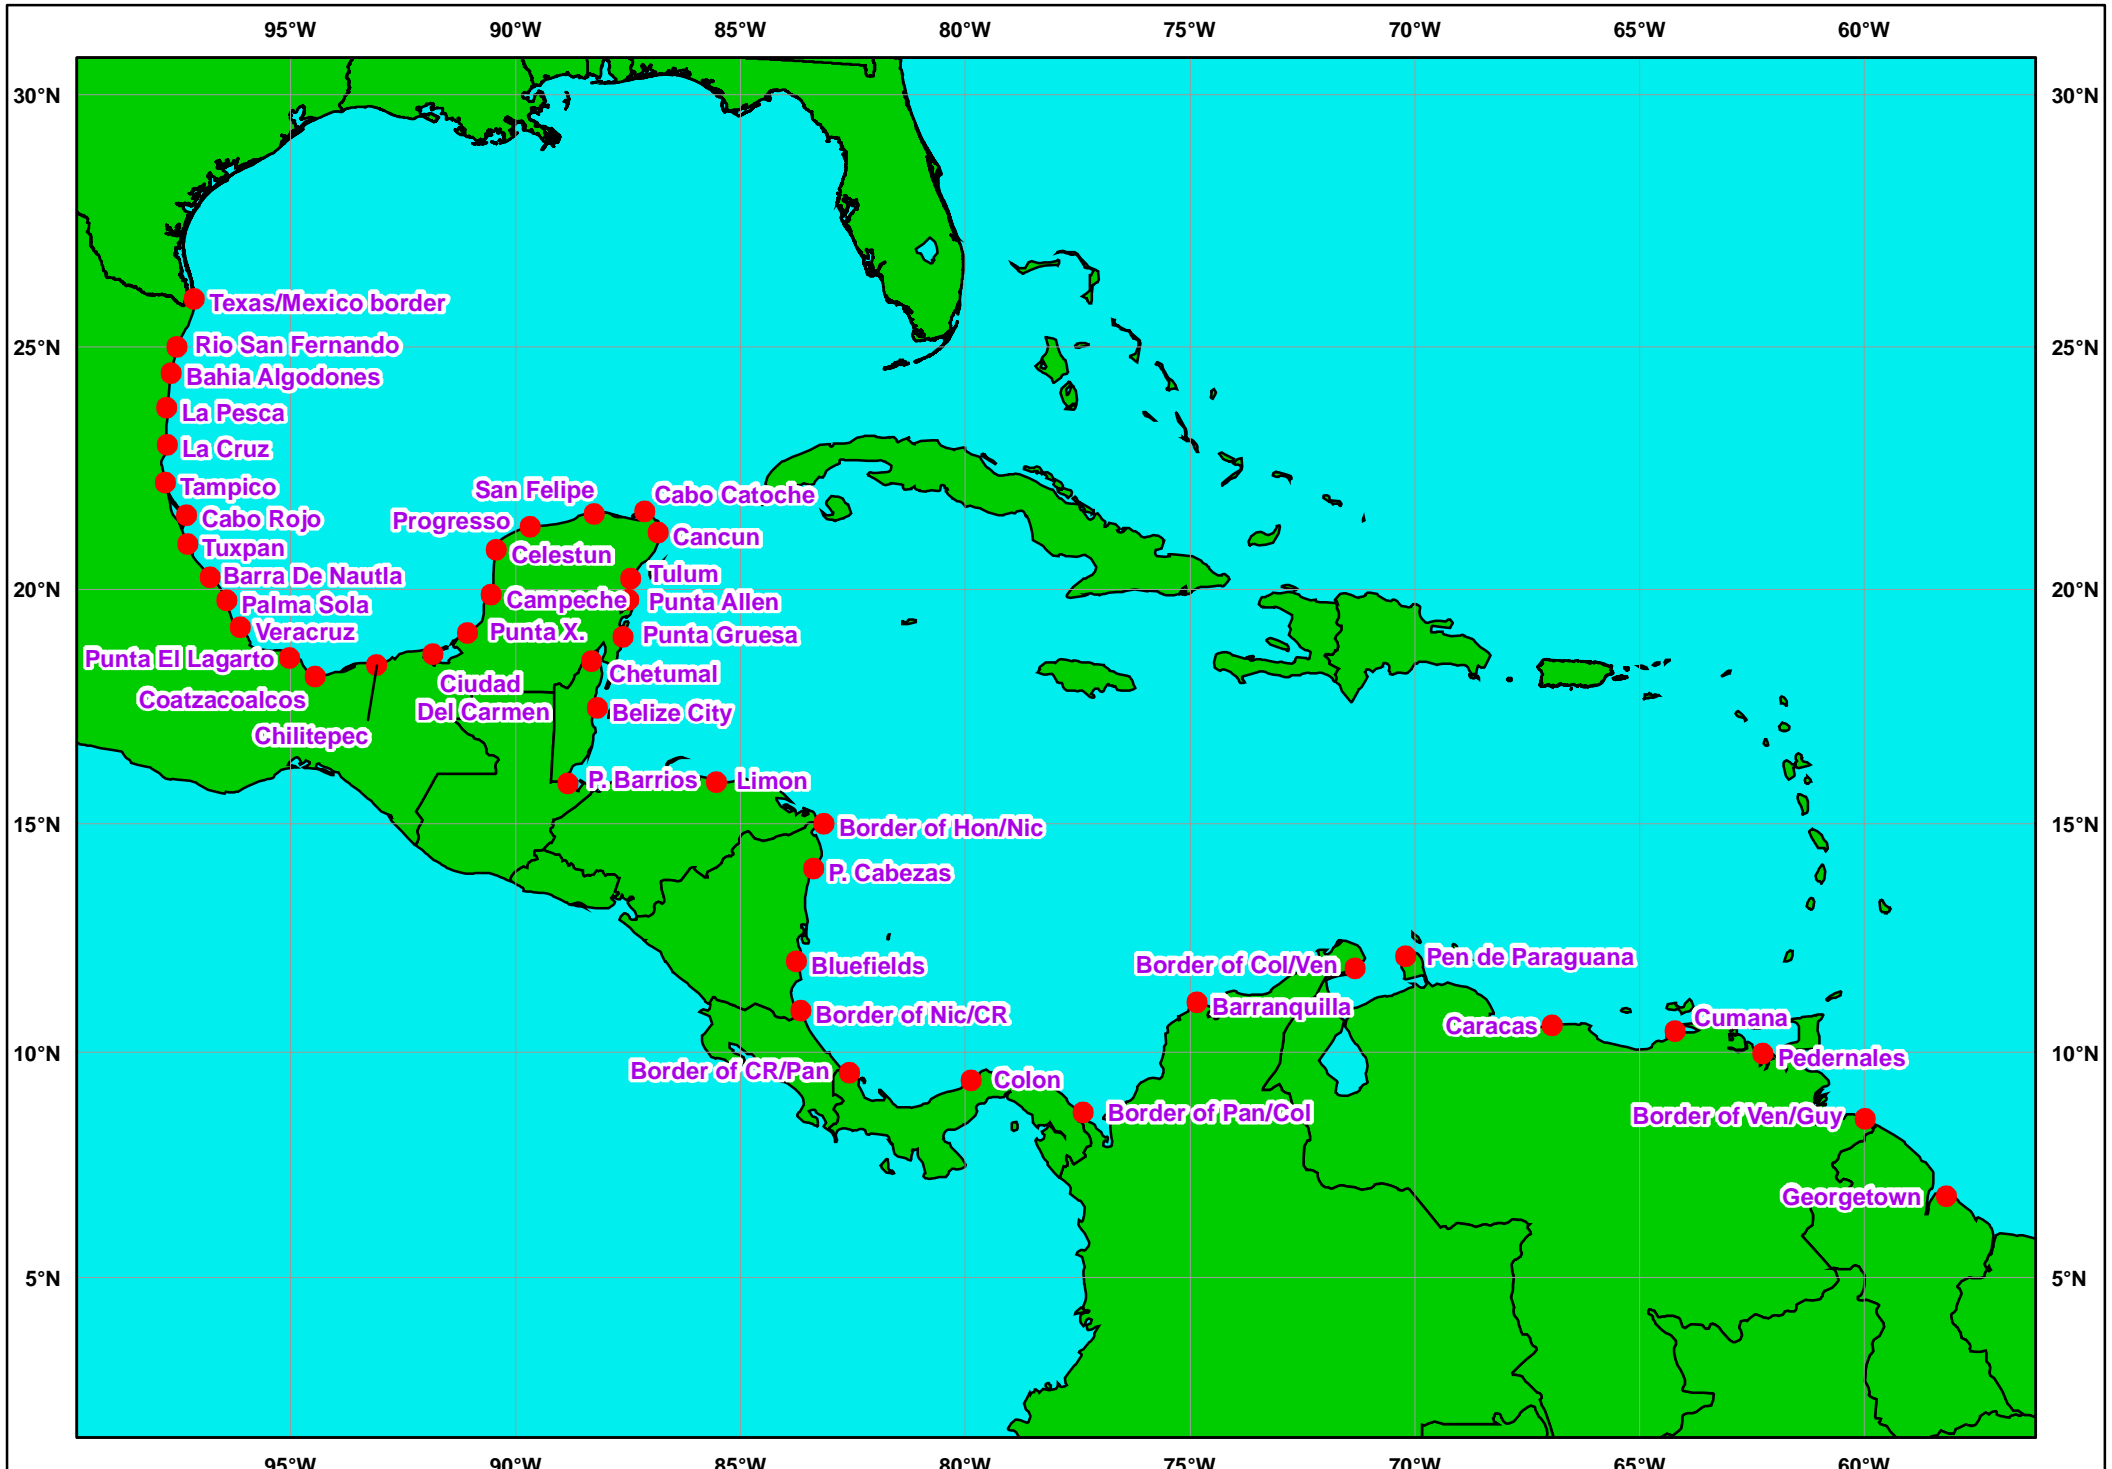 95°W 90°W 85°W 80°W 75°W 70°W 65°W 60°W
30°N 30°N
Texas/Mexico border
Rio San Fernando
25°N 25°N
Bahia Algodones
La Pesca
La Cruz
Tampico
San Felipe
Cabo Catoche
Cabo Rojo
Progresso
Cancun
Tuxpan
Celestun
Barra De Nautla
Tulum
20°N 20°N
Palma Sola
Campeche
Punta Allen
Veracruz
Punta X.
Punta Gruesa
Punta El Lagarto
Chetumal
Ciudad
Del Carmen
Coatzacoalcos
Belize City
Chilitepec
P. Barrios
Limon
15°N 15°N
Border of Hon/Nic
P. Cabezas
Bluefields
Border of Col/Ven
Pen de Paraguana
Border of Nic/CR
Barranquilla
Caracas
Cumana
10°N 10°N
Pedernales
Border of CR/Pan
Colon
Border of Pan/Col
Border of Ven/Guy
Georgetown
5°N 5°N
95°W 90°W 85°W 80°W 75°W 70°W 65°W 60°W